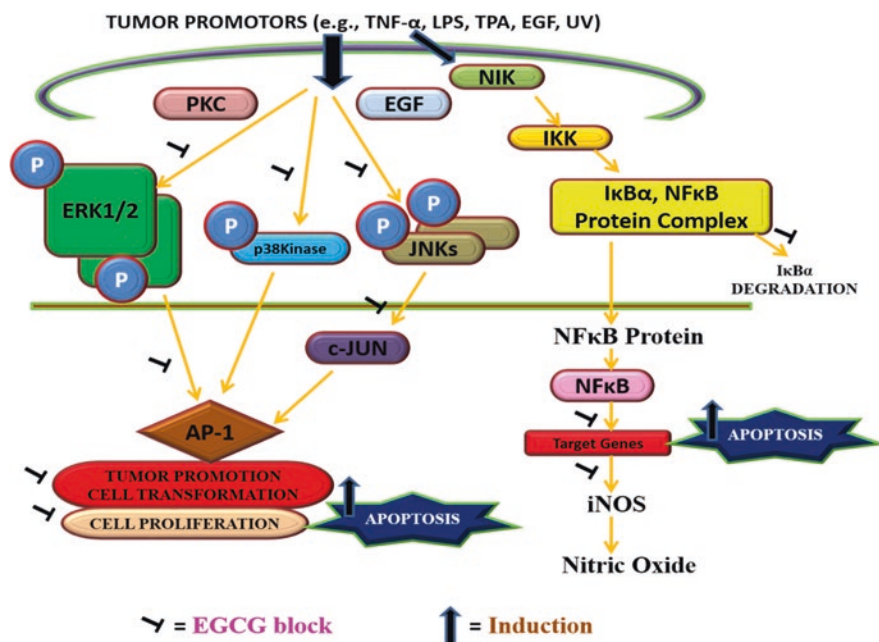 TUMOR PROMOTORS (e.g., TNF-α, LPS, TPA, EGF, UV)
NIK
PKC
EGF
IKK
P
ERK1/2
P
P
p38Kinase
P
P
JNKs
IκBα, NFκB
Protein Complex
IκBα
DEGRADATION
c-JUN
NFκB Protein
NFκB
AP-1
Target Genes
APOPTOSIS
TUMOR PROMOTION
CELL TRANSFORMATION
CELL PROLIFERATION
APOPTOSIS
iNOS
Nitric Oxide
= EGCG block
= Induction